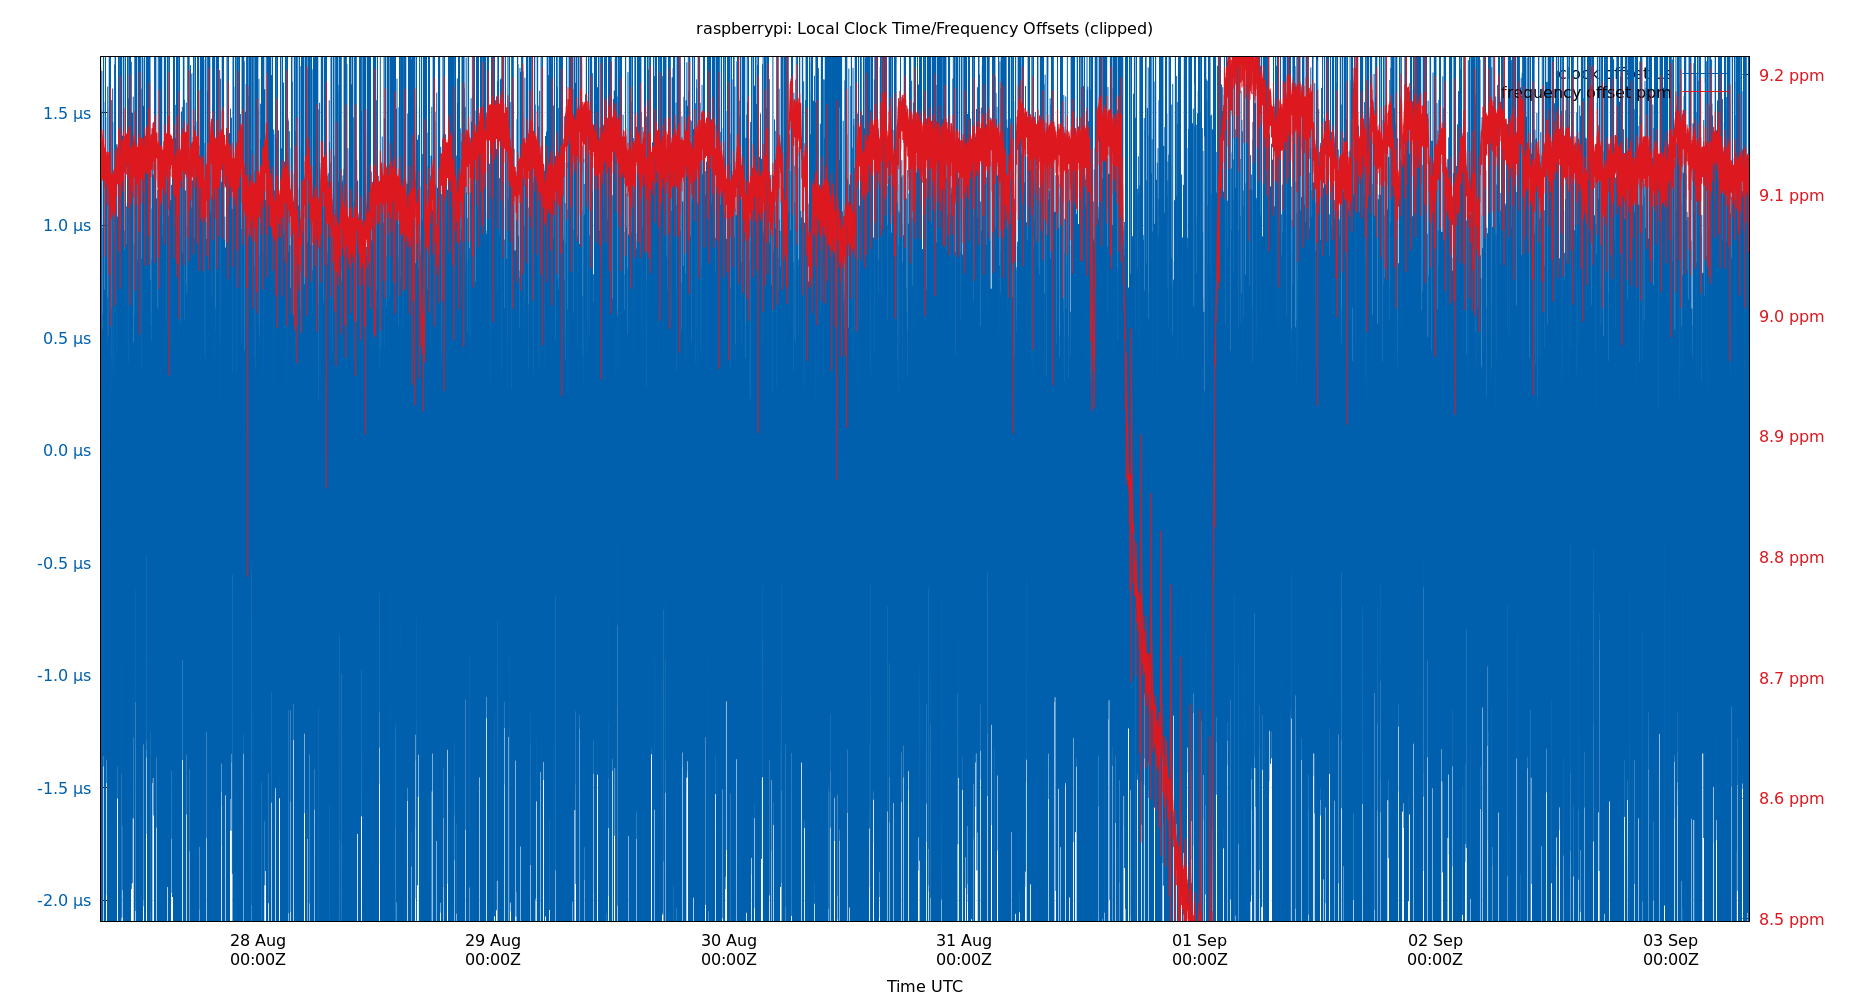 raspberrypi: Local Clock Time/Frequency Offsets (clipped)
clock offset
frequency offset ppm
1.5 µs
1.0 µs
0.5 µs
0.0 µs
-0.5 µs
-1.0 µs
-1.5 µs
-2.0 µs
9.2 ppm
9.1 ppm
9.0 ppm
8.9 ppm
8.8 ppm
8.7 ppm
8.6 ppm
8.5 ppm
28 Aug
00:00Z
29 Aug
00:00Z
30 Aug
00:00Z
31 Aug
00:00Z
01 Sep
00:00Z
02 Sep
00:00Z
03 Sep
00:00Z
Time UTC